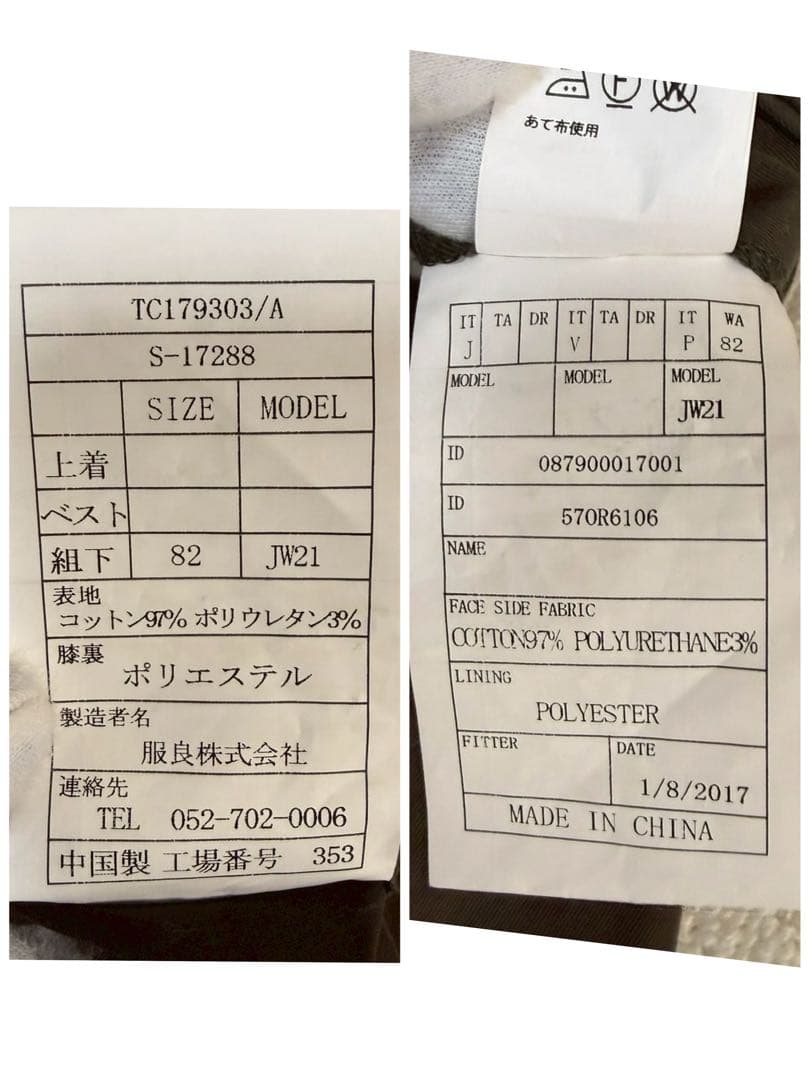 TC179303/A
S-17288
SIZE MODEL
上着
ベスト
組下 82 JW21
表地
コットン97% ポリウレタン3%
膝裏
ポリエステル
製造者名
服良株式会社
連絡先
TEL 052-702-0006
中国製 工場番号 353
F W
あて布使用
IT TA DR IT TA DR IT WA
J V P 82
MODEL MODEL MODEL
JW21
ID
087900017001
ID
570R6106
NAME
FACE SIDE FABRIC
COTTON97% POLYURETHANE3%
LINING
POLYESTER
FITTER DATE
1/8/2017
MADE IN CHINA